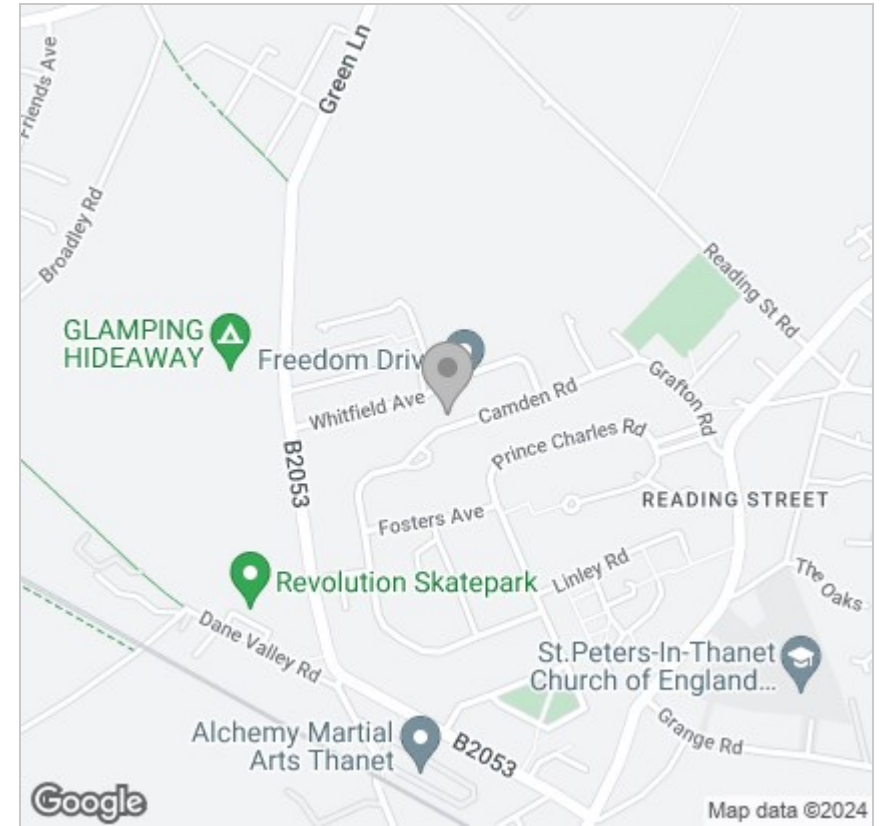 Friends Ave
Green Ln
Broadley Rd
Reading St Rd
GLAMPING
HIDEAWAY
Freedom Driv
Whitfield Ave
Camden Rd
Grafton Rd
Prince Charles Rd
B2053
READING STREET
Fosters Ave
Linley Rd
The Oaks
Revolution Skatepark
Dane Valley Rd
St.Peters-In-Thanet
Church of England...
Alchemy Martial
Arts Thanet
B2053
Grange Rd
Google
Map data ©2024